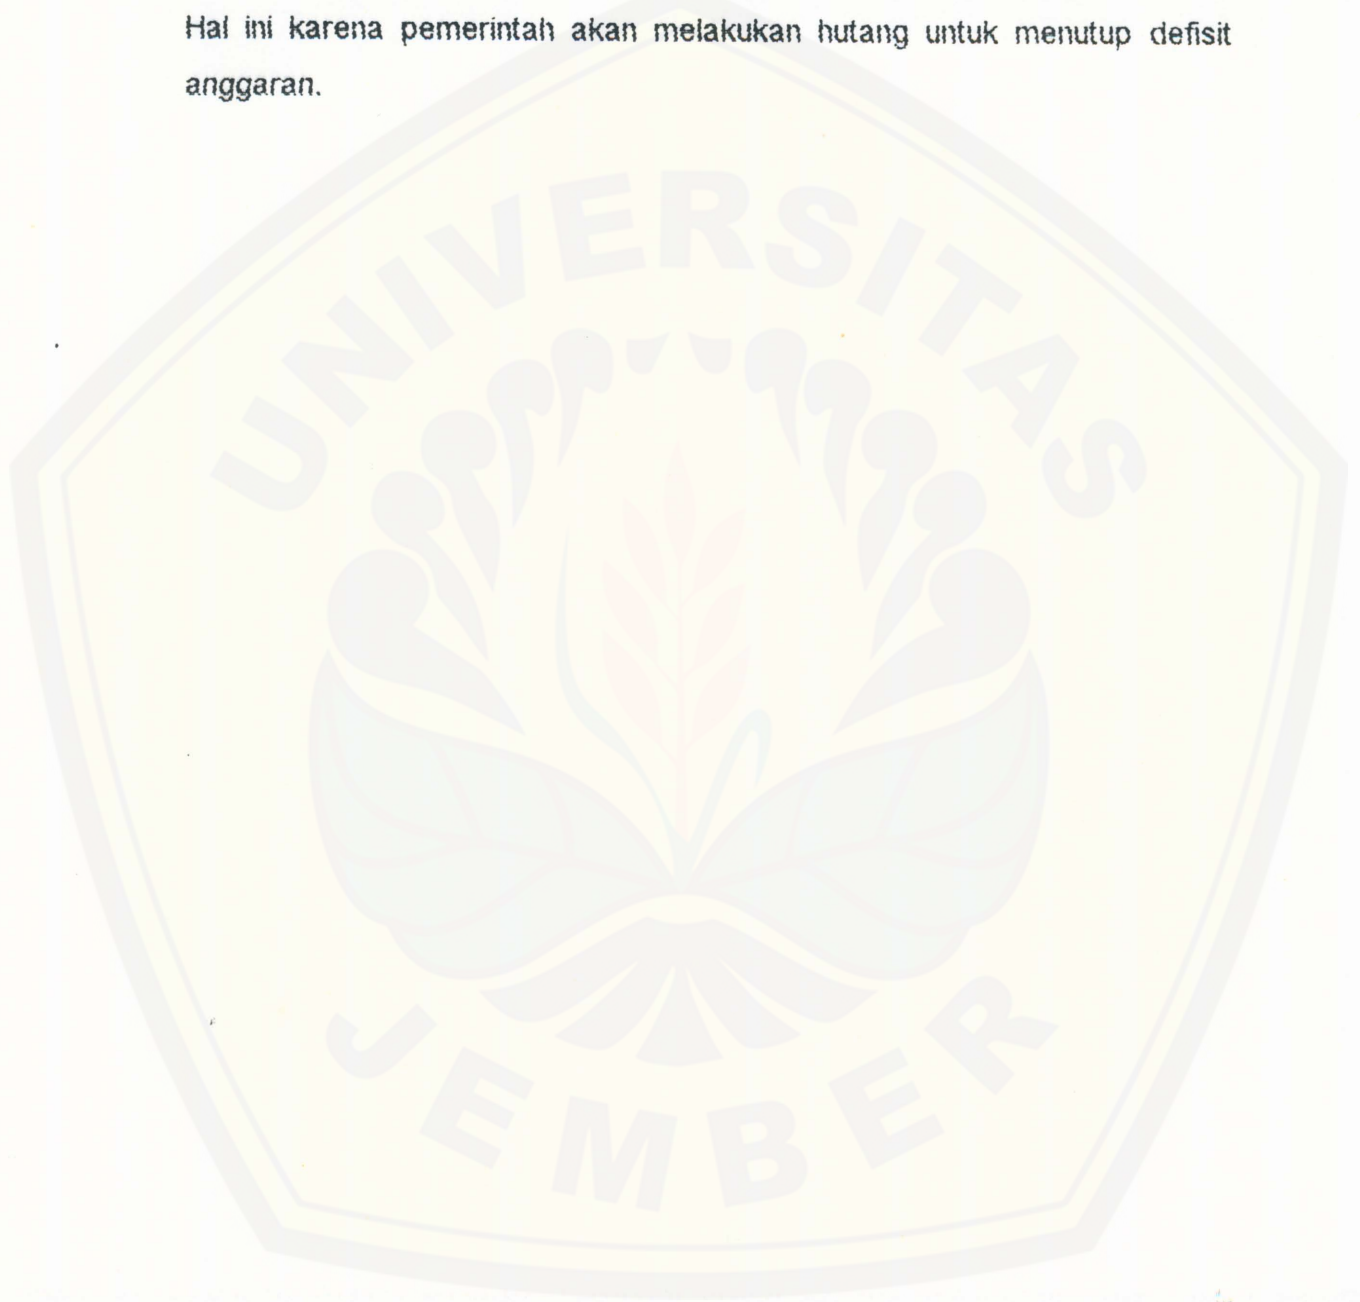 Hal ini karena pemerintah akan melakukan hutang untuk menutup defisit
anggaran.
UNIVERSITAS
JEMBER